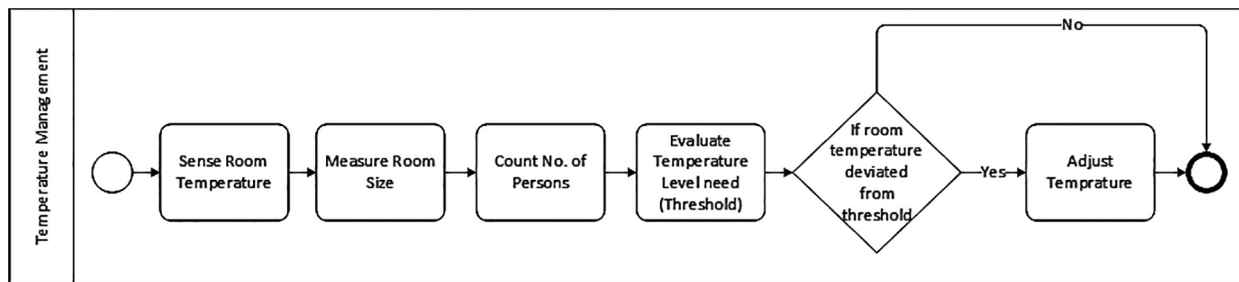 Temperature Management
Sense Room
Temperature
Measure Room
Size
Count No. of
Persons
Evaluate
Temperature
Level need
(Threshold)
If room
temperature
deviated
from
threshold
No
Yes
Adjust
Temprature